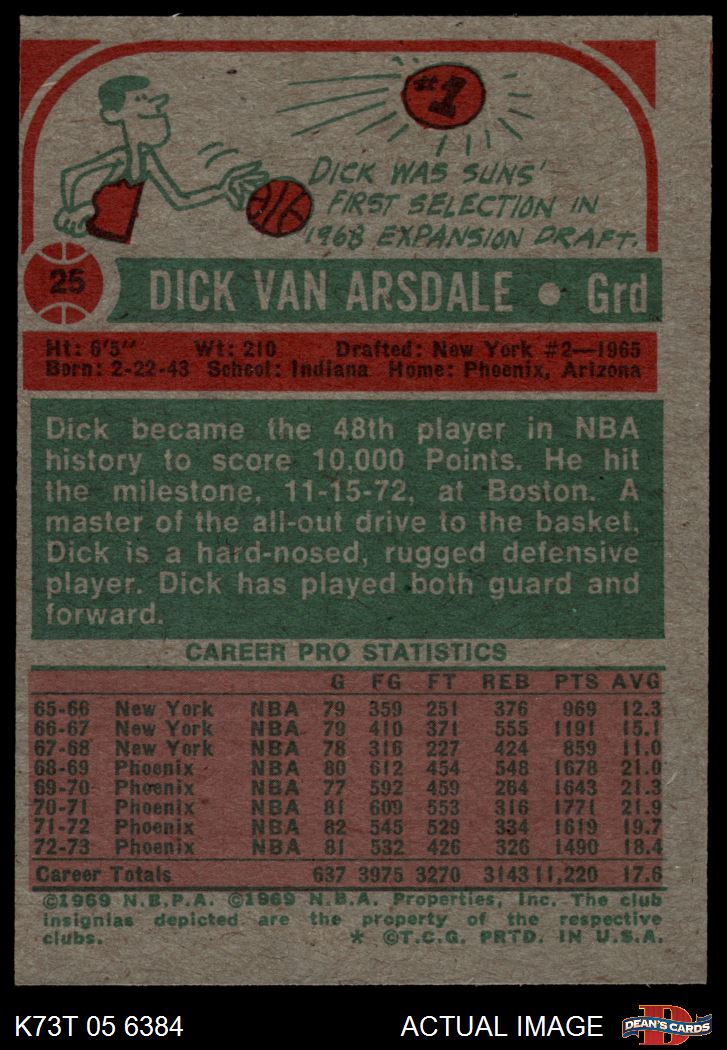 #1
DICK WAS SUNS'
FIRST SELECTION IN
1968 EXPANSION DRAFT.
25
DICK VAN ARSDALE • Grd
Ht: 6'5" Wt: 210 Drafted: New York #2—1965
Born: 2-22-43 School: Indiana Home: Phoenix, Arizona
Dick became the 48th player in NBA
history to score 10,000 Points. He hit
the milestone, 11-15-72, at Boston. A
master of the all-out drive to the basket,
Dick is a hard-nosed, rugged defensive
player. Dick has played both guard and
forward.
CAREER PRO STATISTICS
G FG FT REB PTS AVG
65-66 New York NBA 79 359 251 376 969 12.3
66-67 New York NBA 79 410 371 555 1191 15.1
67-68 New York NBA 78 316 227 424 859 11.0
68-69 Phoenix NBA 80 612 454 548 1678 21.0
69-70 Phoenix NBA 77 592 459 264 1643 21.3
70-71 Phoenix NBA 81 609 553 316 1771 21.9
71-72 Phoenix NBA 82 545 529 334 1619 19.7
72-73 Phoenix NBA 81 532 426 326 1490 18.4
Career Totals 637 3975 3270 3143 11,220 17.6
©1969 N.B.P.A. ©1969 N.B.A. Properties, Inc. The club
insignias depicted are the property of the respective
clubs. * ©T.C.G. PRTD. IN U.S.A.
K73T 05 6384 ACTUAL IMAGE
D
DEAN'S CARDS